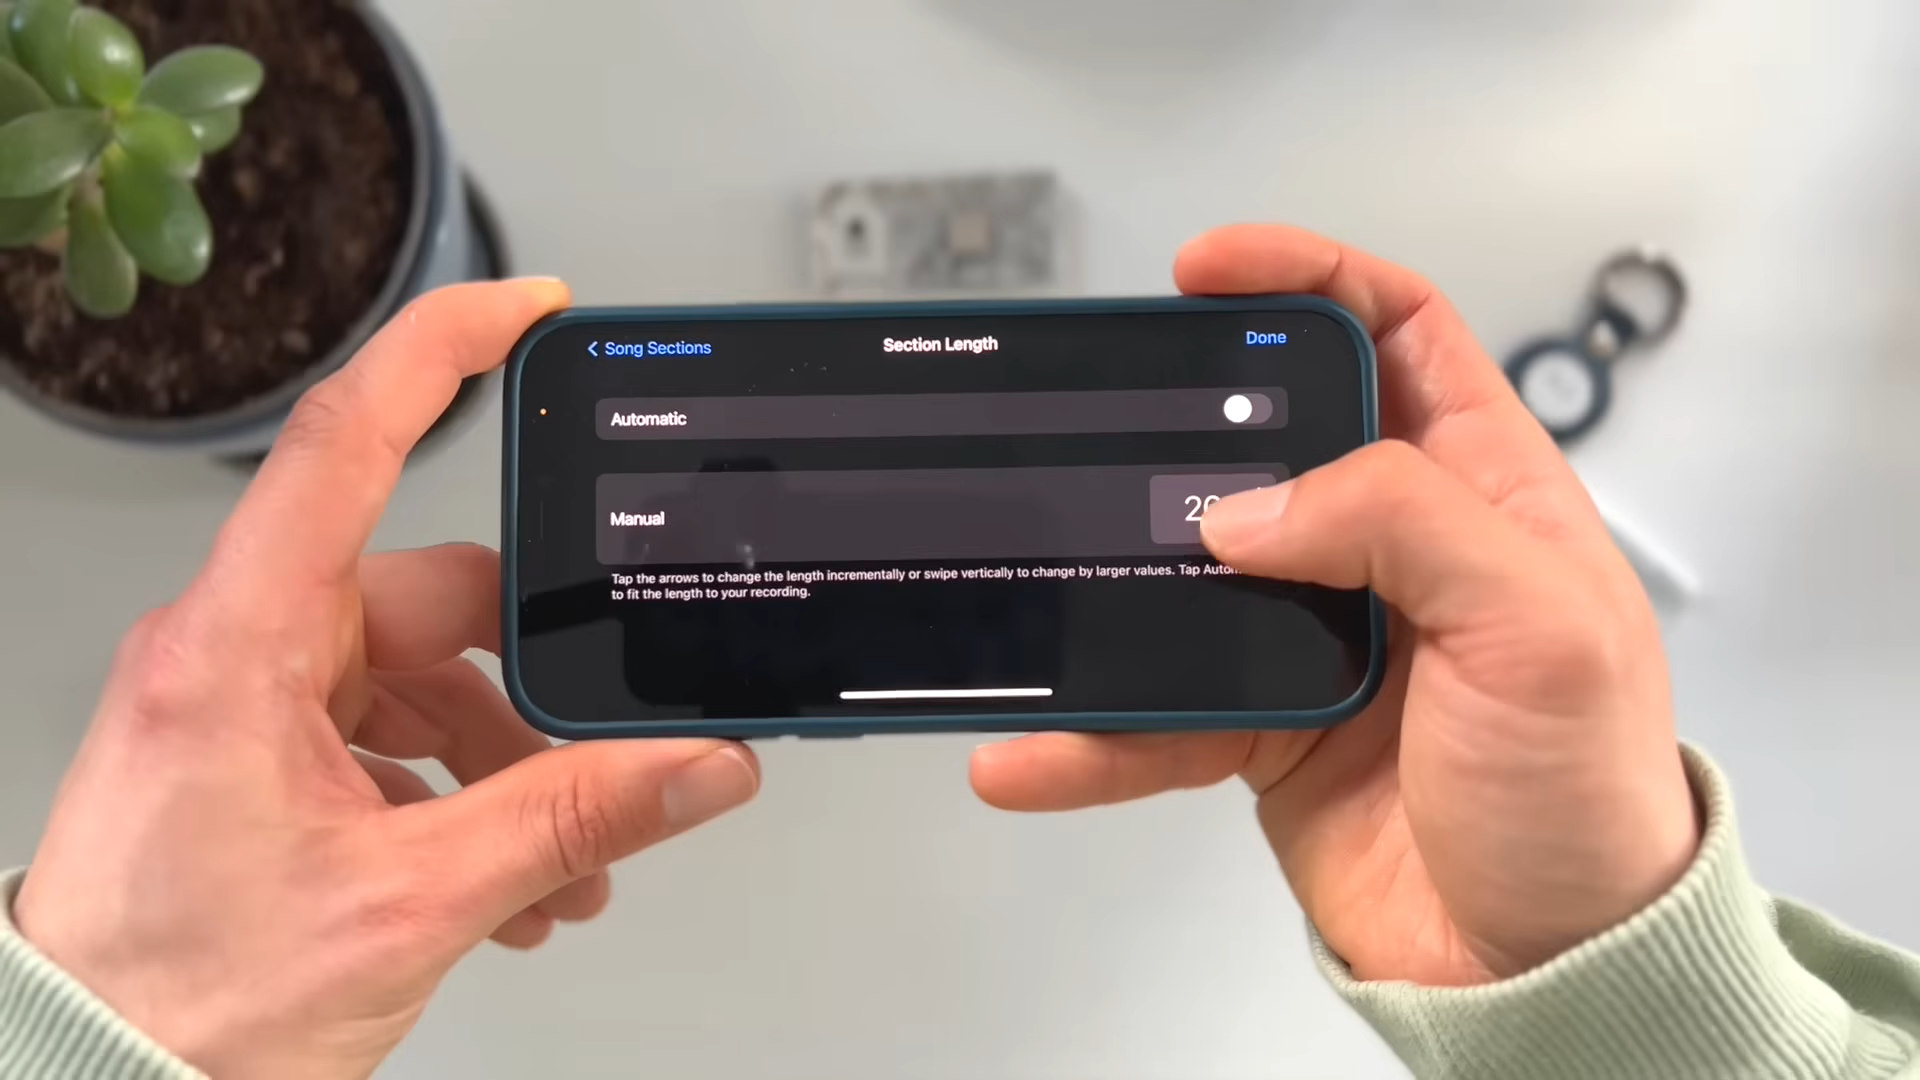 Song Sections
Section Length
Done
Automatic
Manual
Tap the arrows to change the length incrementally or swipe vertically to change by larger values. Tap
to fit the length to your recording.